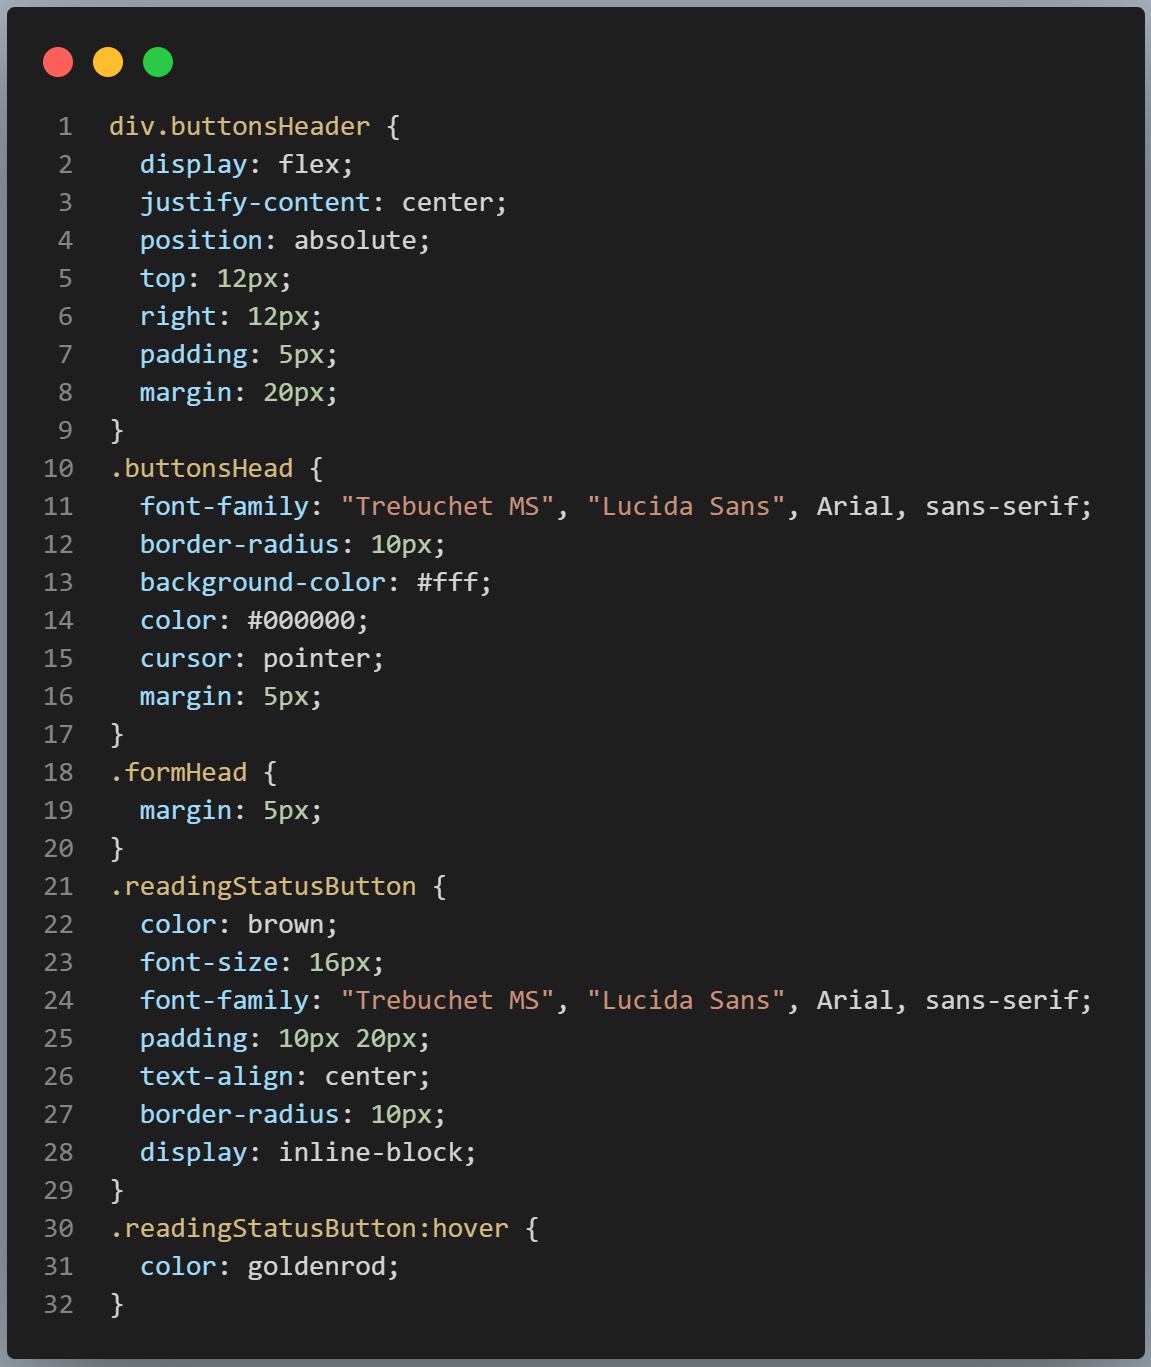 1 div.buttonsHeader {
2   display: flex;
3   justify-content: center;
4   position: absolute;
5   top: 12px;
6   right: 12px;
7   padding: 5px;
8   margin: 20px;
9 }
10 .buttonsHead {
11   font-family: "Trebuchet MS", "Lucida Sans", Arial, sans-serif;
12   border-radius: 10px;
13   background-color: #fff;
14   color: #000000;
15   cursor: pointer;
16   margin: 5px;
17 }
18 .formHead {
19   margin: 5px;
20 }
21 .readingStatusButton {
22   color: brown;
23   font-size: 16px;
24   font-family: "Trebuchet MS", "Lucida Sans", Arial, sans-serif;
25   padding: 10px 20px;
26   text-align: center;
27   border-radius: 10px;
28   display: inline-block;
29 }
30 .readingStatusButton:hover {
31   color: goldenrod;
32 }